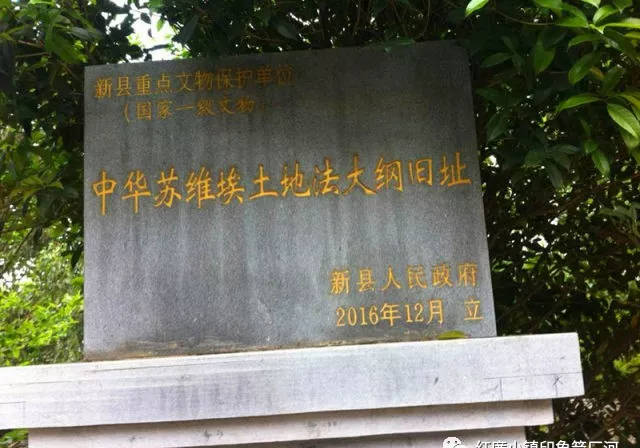 新县重点文物保护单位
(国家一级文物
中华苏维埃土地法大纲旧址
新县人民政府
2016年12月 立